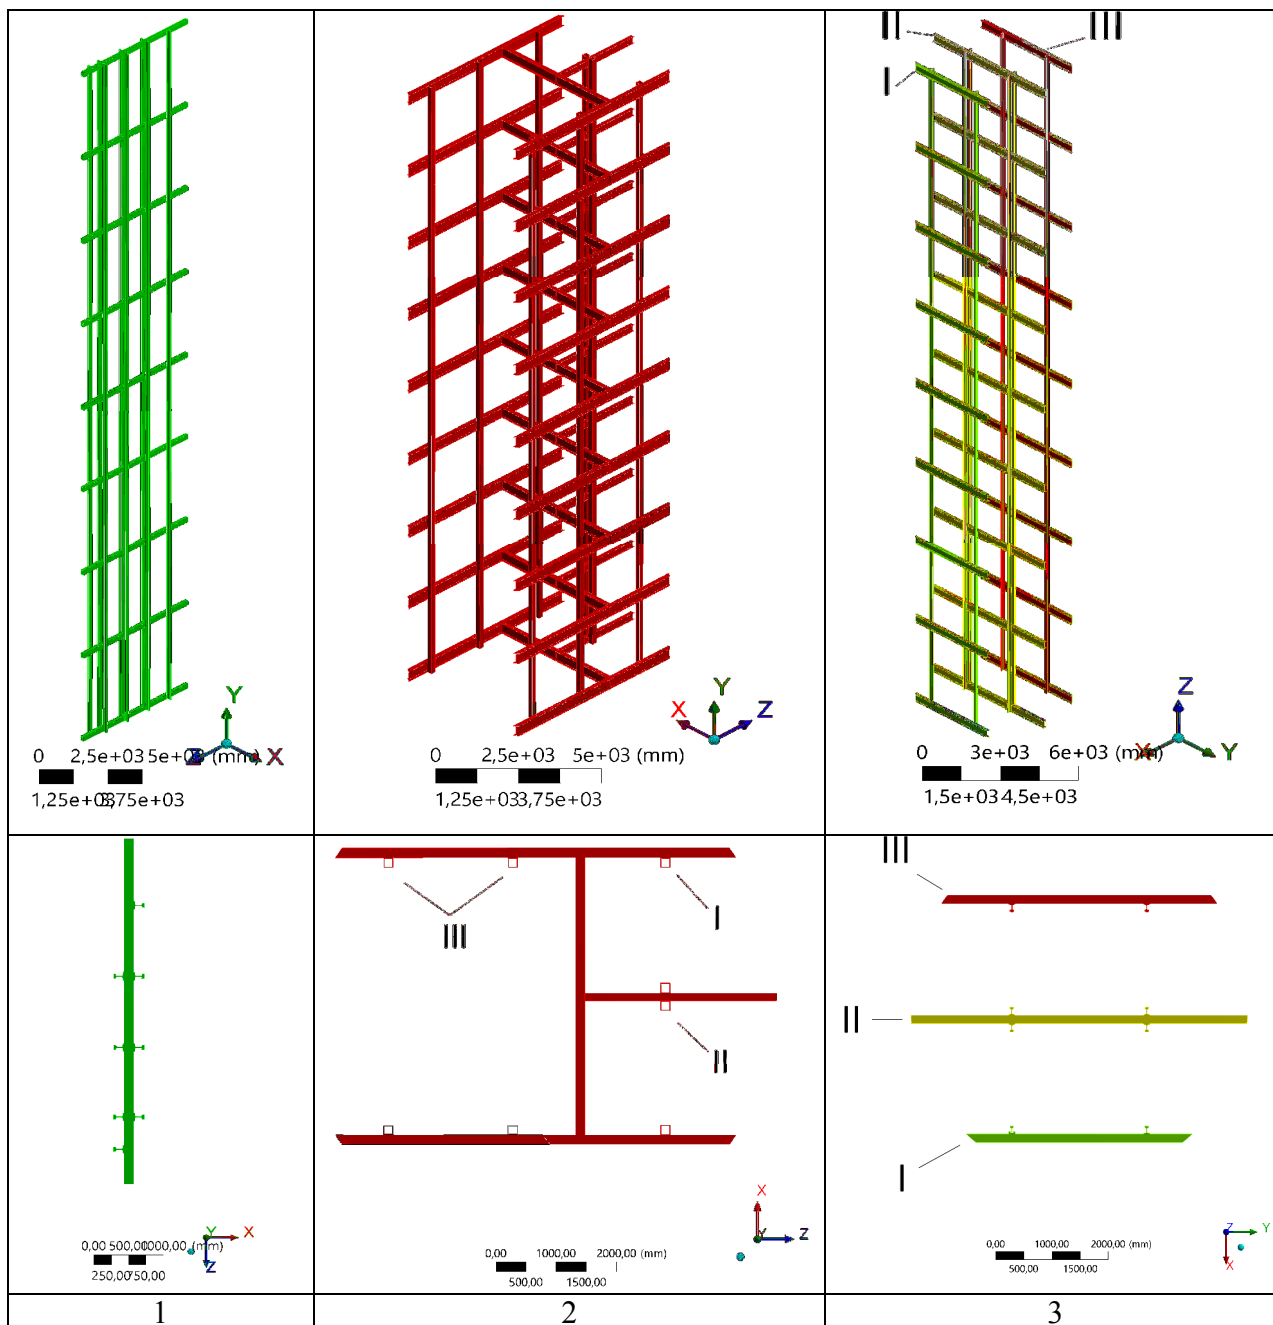 II
III
I
Y
Z
X
0
2,5e+03
5e+03 (mm)
1,25e+03
3,75e+03
X
Y
Z
0
2,5e+03
5e+03 (mm)
1,25e+03
3,75e+03
Z
X
Y
0
3e+03
6e+03 (mm)
1,5e+03
4,5e+03
Y
X
Z
0,00
500,00
1000,00 (mm)
250,00
750,00
III
I
II
X
Y
Z
0,00
1000,00
2000,00 (mm)
500,00
1500,00
III
II
I
Z
Y
X
0,00
1000,00
2000,00 (mm)
500,00
1500,00
1
2
3